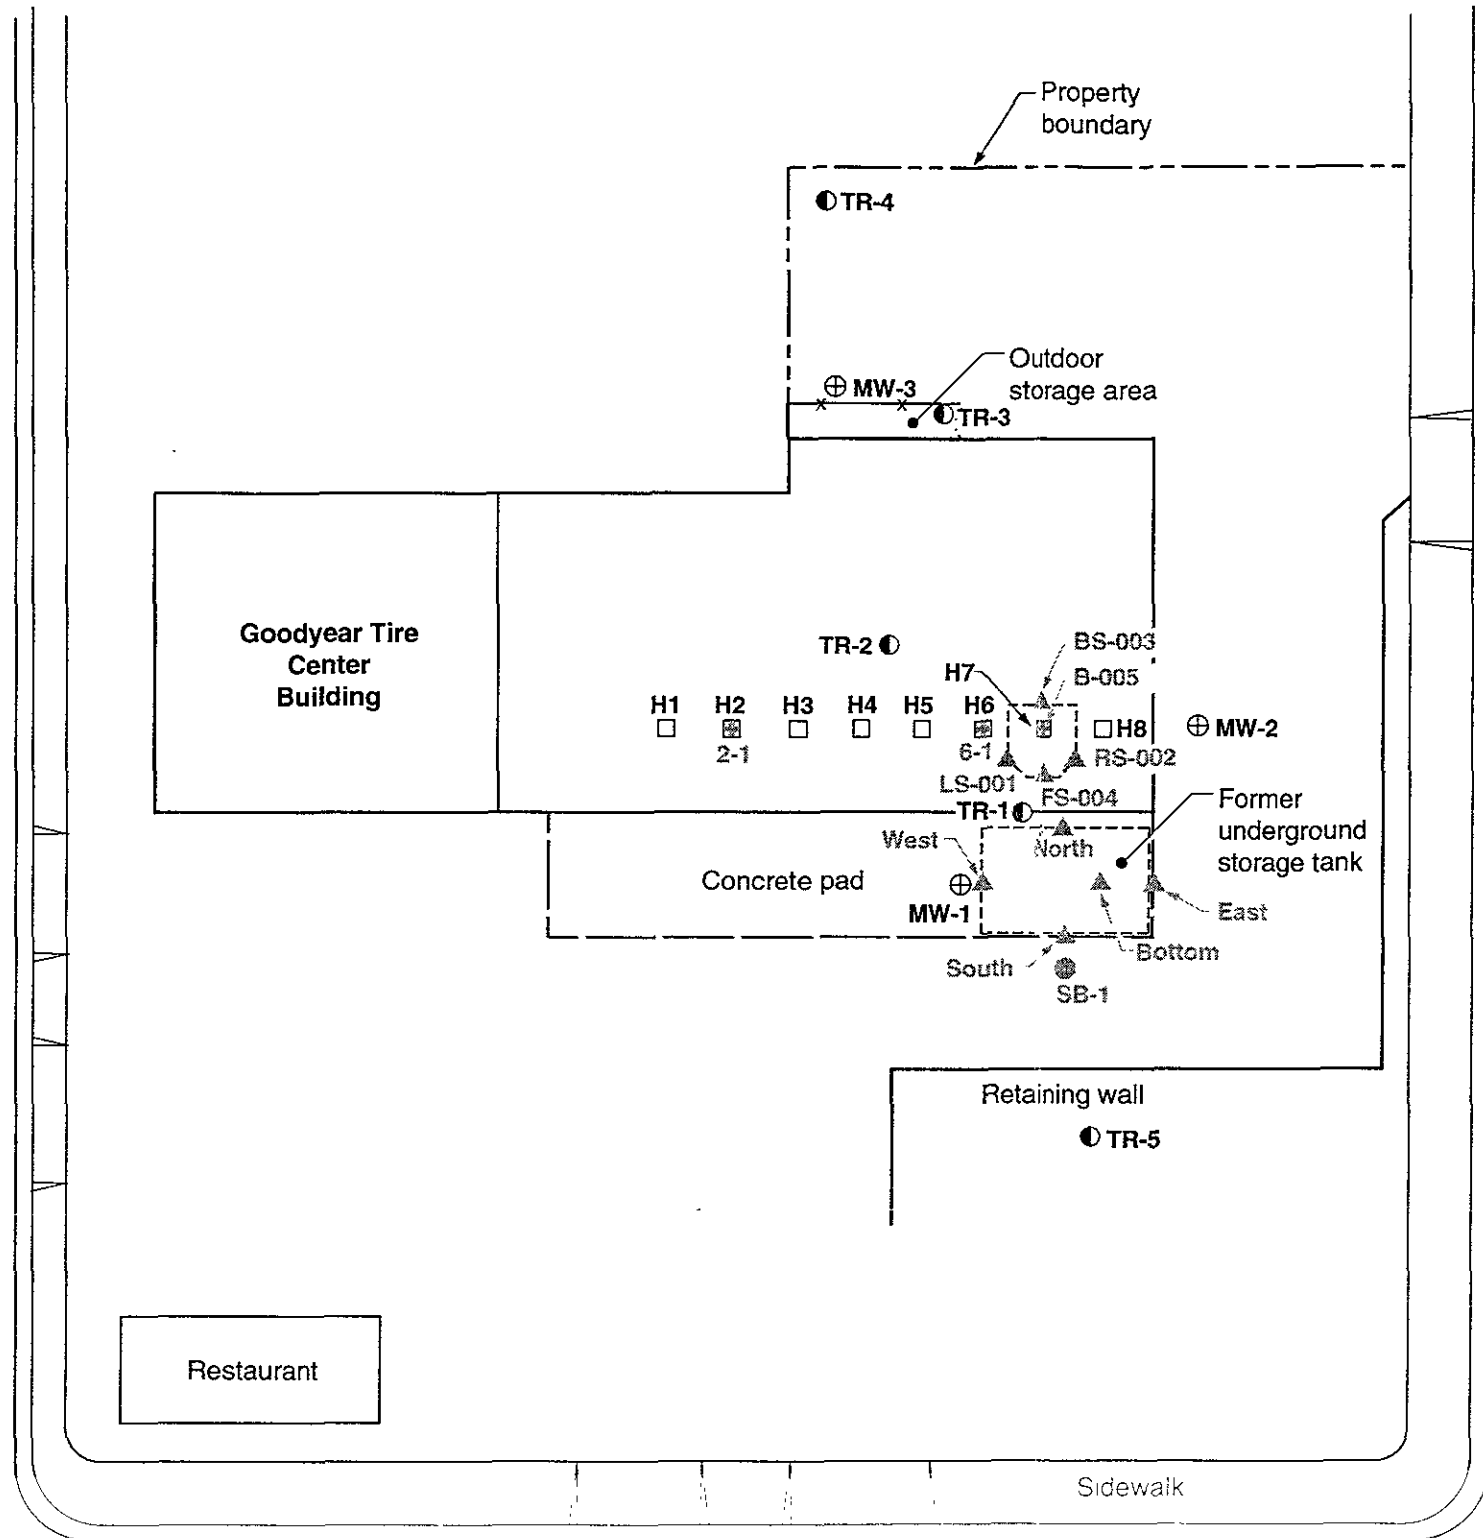 Property
boundary
TR-4
Outdoor
storage area
MW-3
TR-3
Goodyear Tire
Center
Building
TR-2
BS-003
H7
B-005
H1
H2
H3
H4
H5
H6
H8
MW-2
2-1
6-1
RS-002
LS-001
FS-004
TR-1
Former
underground
storage tank
West
North
Concrete pad
MW-1
East
South
Bottom
SB-1
Retaining wall
TR-5
Restaurant
Sidewalk